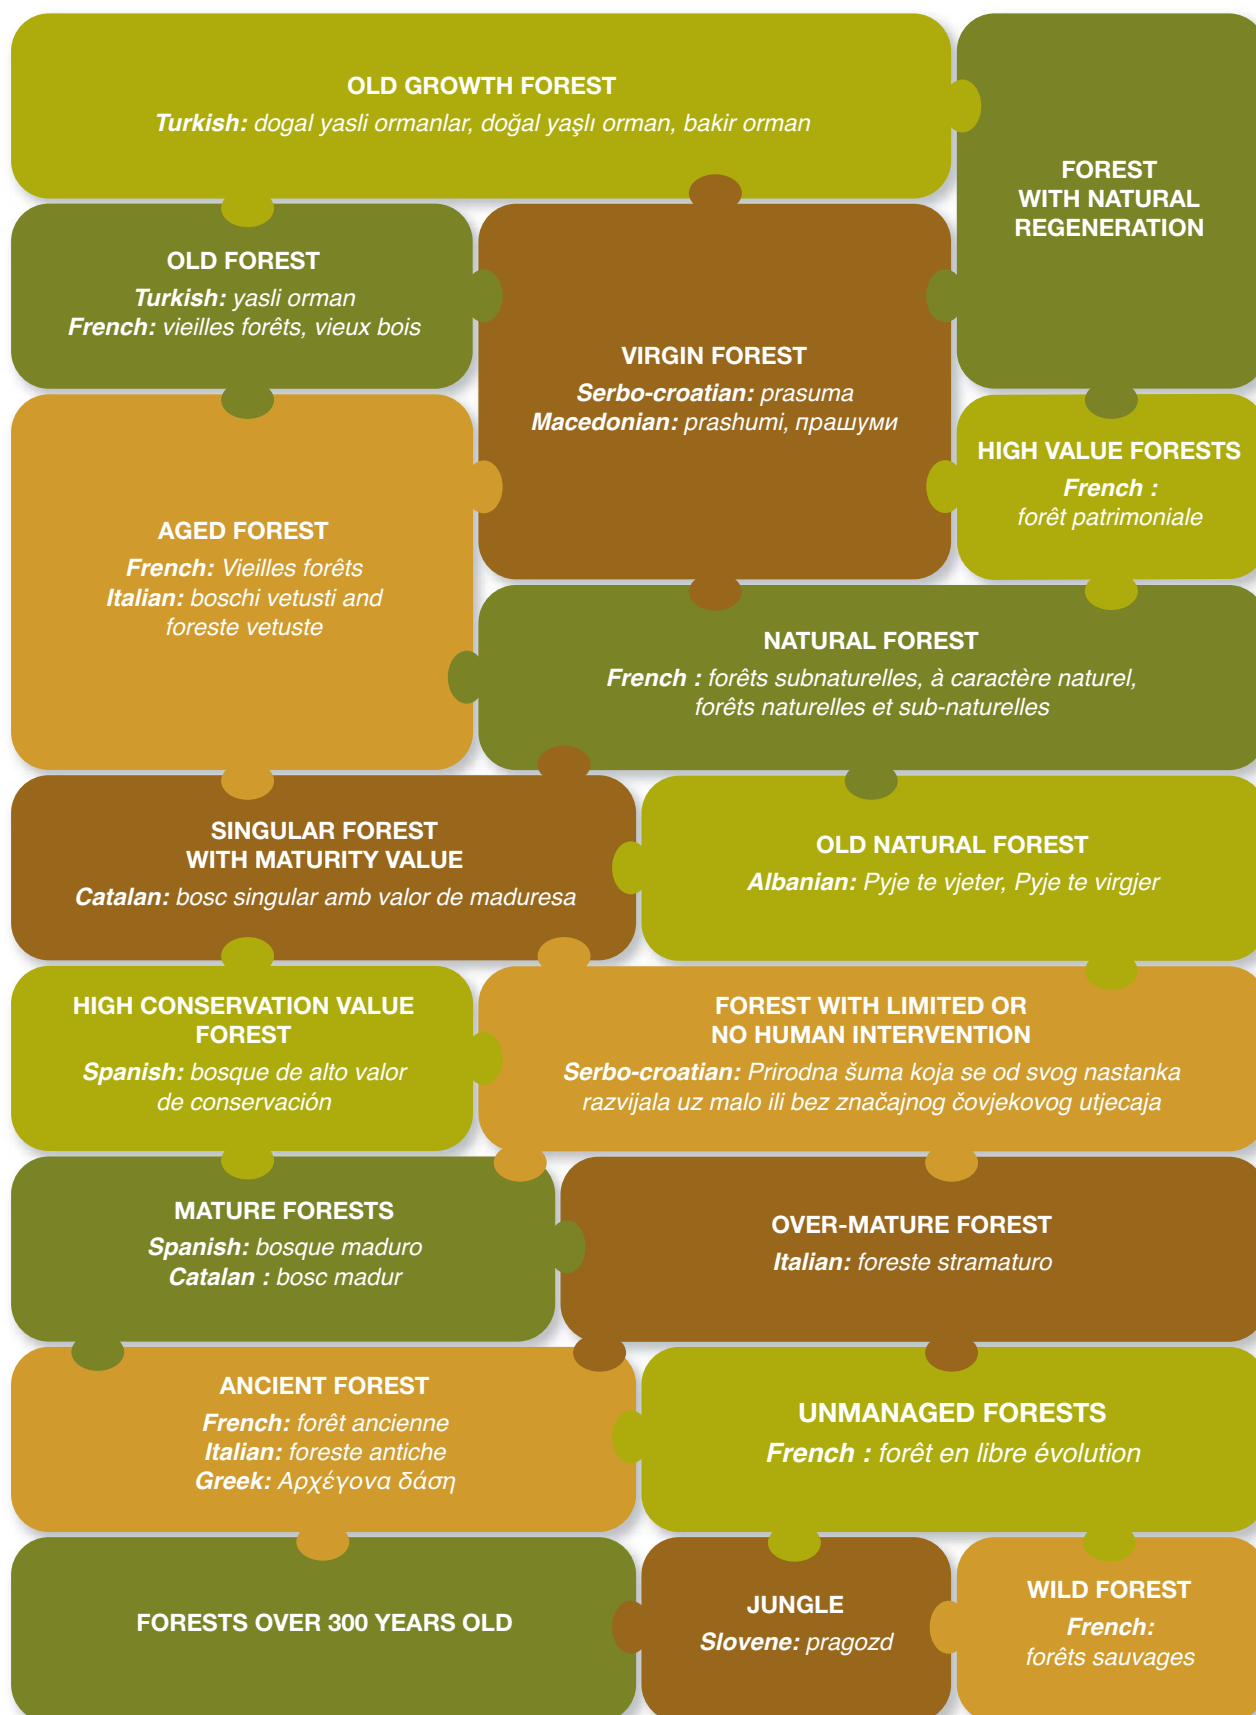 OLD GROWTH FOREST
Turkish: dogal yasli ormanlar, doğal yaşlı orman, bakir orman
FOREST
WITH NATURAL
REGENERATION
OLD FOREST
Turkish: yasli orman
French: vieilles forêts, vieux bois
VIRGIN FOREST
Serbo-croatian: prasuma
Macedonian: prashumi, прашуми
HIGH VALUE FORESTS
French :
forêt patrimoniale
AGED FOREST
French: Vieilles forêts
Italian: boschi vetusti and
foreste vetuste
NATURAL FOREST
French : forêts subnaturelles, à caractère naturel,
forêts naturelles et sub-naturelles
SINGULAR FOREST
WITH MATURITY VALUE
Catalan: bosc singular amb valor de maduresa
OLD NATURAL FOREST
Albanian: Pyje te vjeter, Pyje te virgjer
HIGH CONSERVATION VALUE
FOREST
Spanish: bosque de alto valor
de conservación
FOREST WITH LIMITED OR
NO HUMAN INTERVENTION
Serbo-croatian: Prirodna šuma koja se od svog nastanka
razvijala uz malo ili bez značajnog čovjekovog utjecaja
MATURE FORESTS
Spanish: bosque maduro
Catalan : bosc madur
OVER-MATURE FOREST
Italian: foreste stramaturo
ANCIENT FOREST
French: forêt ancienne
Italian: foreste antiche
Greek: Αρχέγονα δάση
UNMANAGED FORESTS
French : forêt en libre évolution
FORESTS OVER 300 YEARS OLD
JUNGLE
Slovene: pragozd
WILD FOREST
French:
forêts sauvages